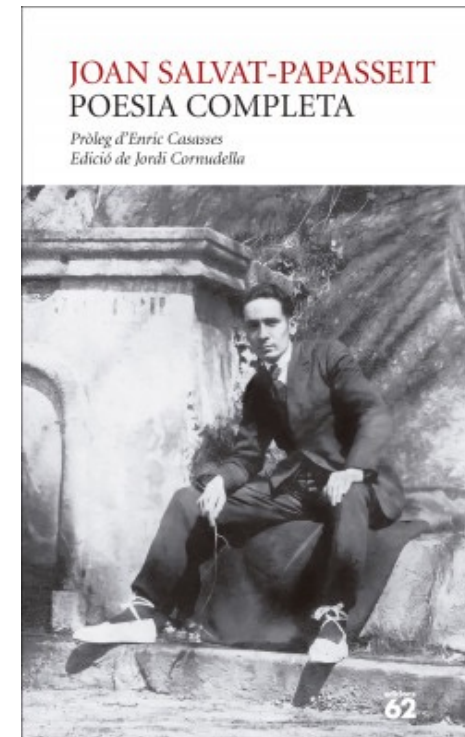 JOAN SALVAT-PAPASSEIT
POESIA COMPLETA
Pròleg d'Enric Casasses
Edició de Jordi Cornudella
edicions
62